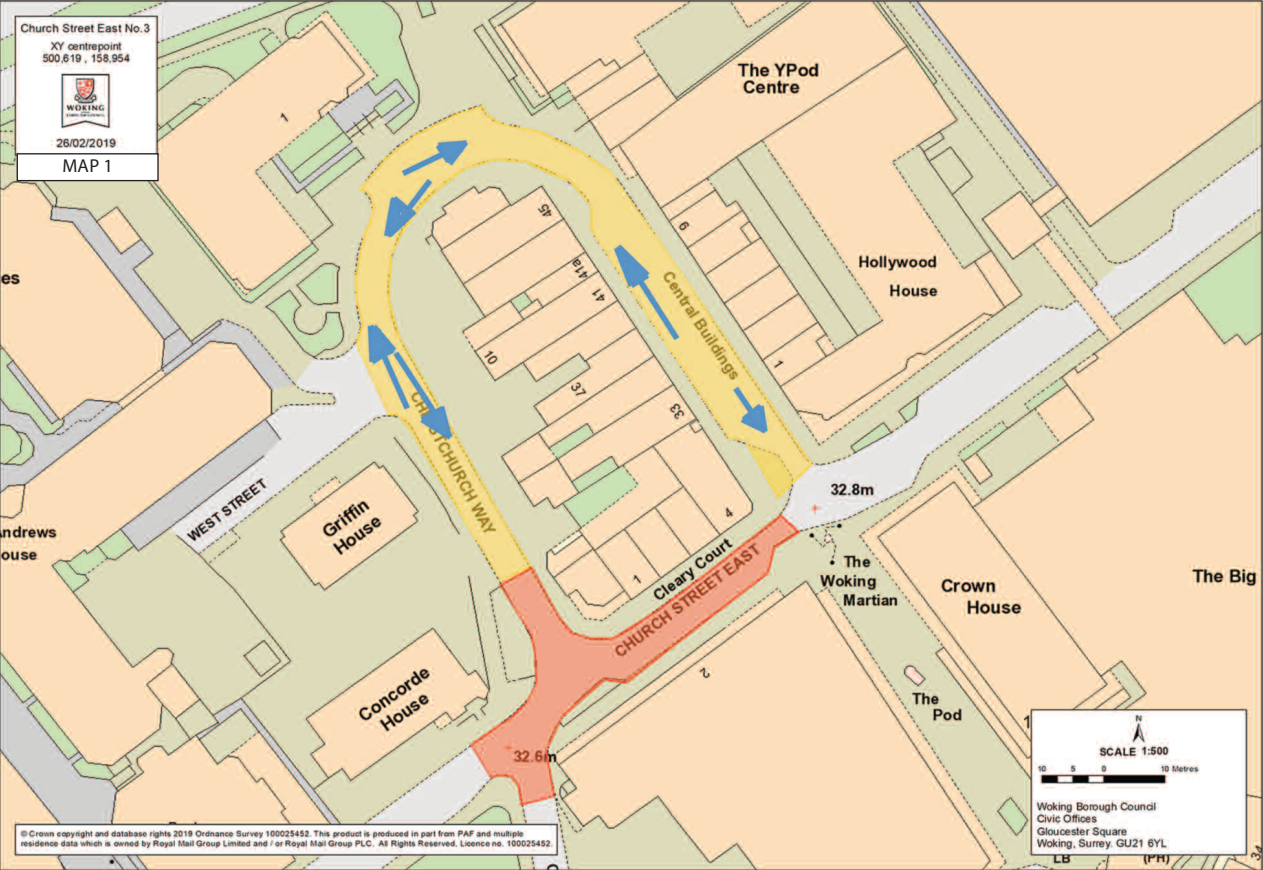 Church Street East No.3
XY centrepoint
500,619 , 158,954
WOKING
26/02/2019
MAP 1
1
The YPod
Centre
45
9
41a
41
Hollywood
House
es
Central Buildings
10
37
1
33
CHRISTCHURCH WAY
WEST STREET
Griffin
House
32.8m
4
1
Cleary Court
CHURCH STREET EAST
The
Woking
Martian
Crown
House
The Big
Andrews
ouse
Concorde
House
2
The
Pod
1
32.6m
N
SCALE 1:500
10 5 0 10 Metres
Woking Borough Council
Civic Offices
Gloucester Square
Woking, Surrey. GU21 6YL
LB
(PH)
34
© Crown copyright and database rights 2019 Ordnance Survey 100025452. This product is produced in part from PAF and multiple
residence data which is owned by Royal Mail Group Limited and / or Royal Mail Group PLC. All Rights Reserved, Licence no. 100025452.